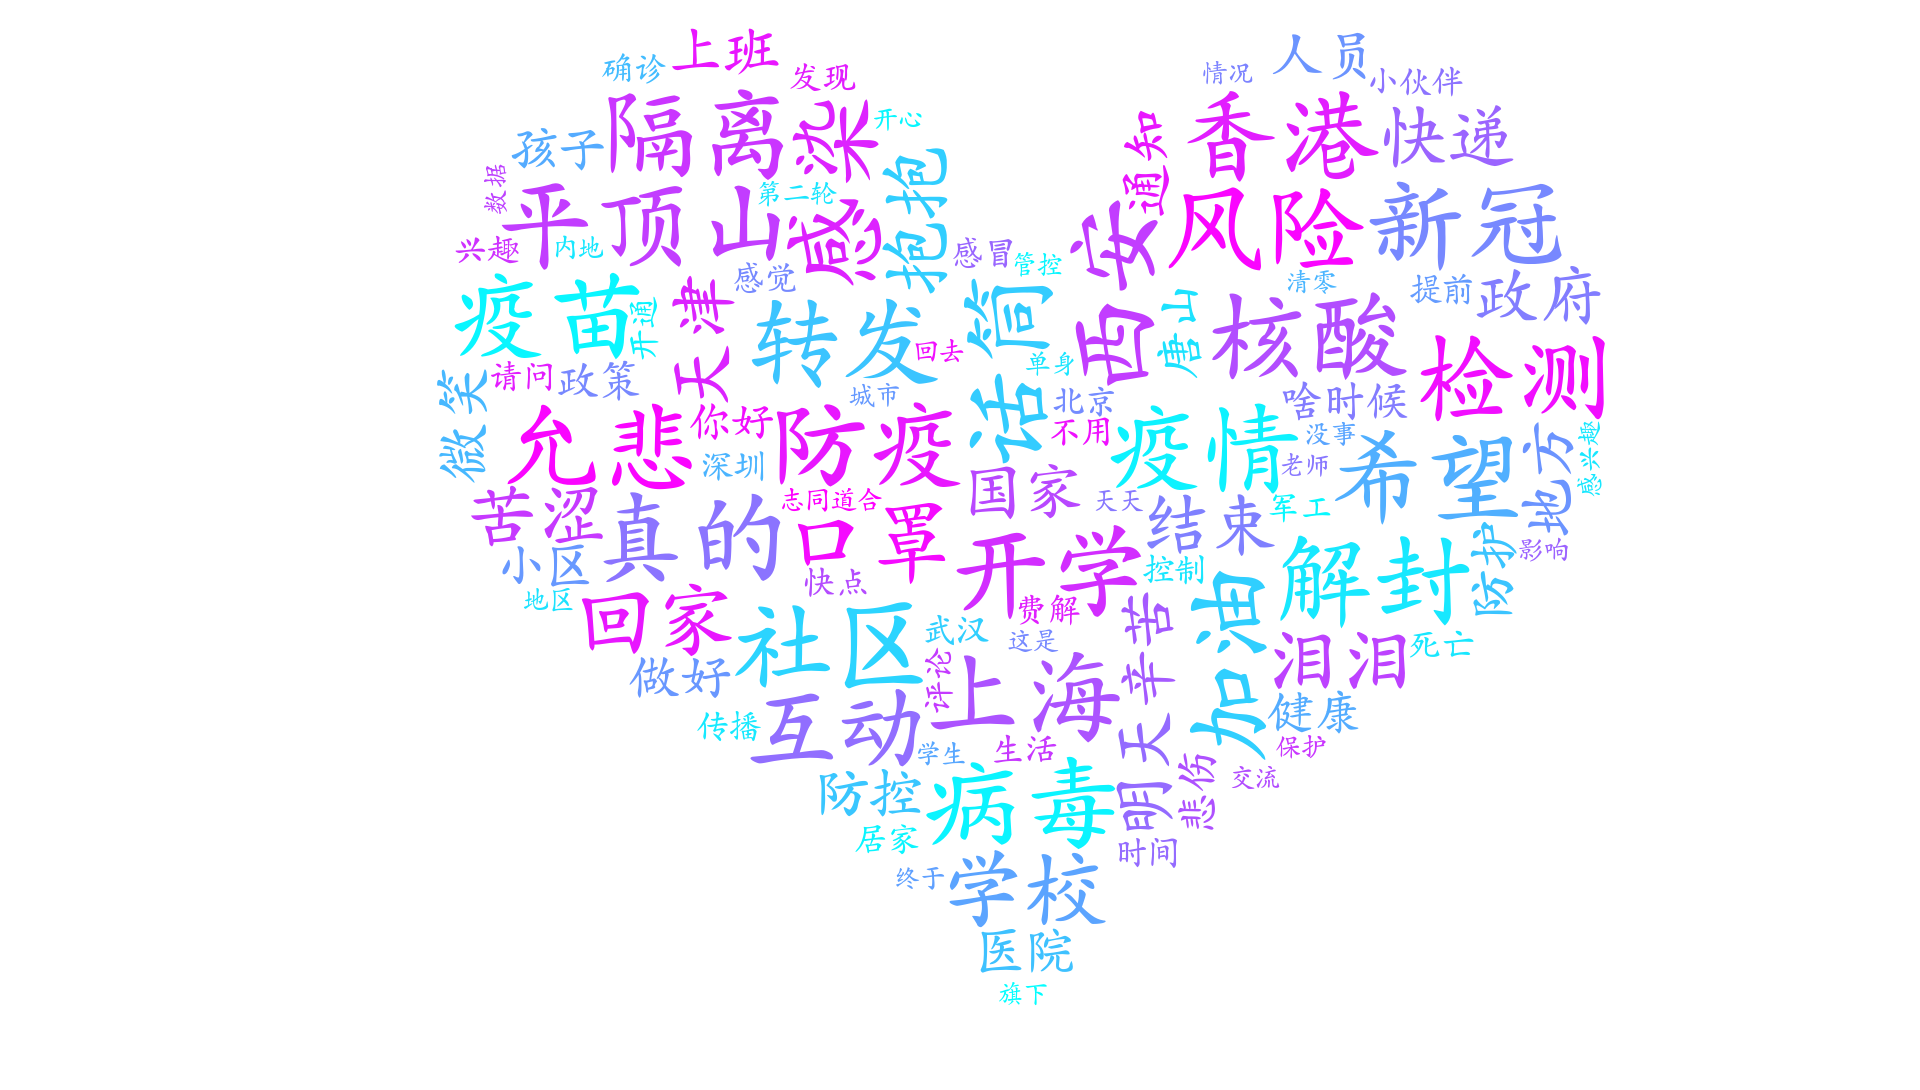 上班
人员
确诊
发现
情况
小伙伴
隔离
感染
开心
香港
快递
孩子
通知
抱抱
数据
平顶山
第二轮
风险
新冠
兴趣
内地
感冒
管控
西安
疫苗
开通
天津
感觉
转发
话筒
唐山
清零
提前
政府
核酸
检测
回去
单身
微笑
请问
政策
城市
北京
啥时候
允悲
你好
防疫
不用
疫情
没事
希望
地方
感兴趣
深圳
老师
苦涩
真的
志同道合
口罩
国家
天天
结束
军工
小区
快点
开学
控制
解封
防护
影响
地区
回家
费解
辛苦
加油
社区
武汉
这是
泪泪
死亡
做好
评论
上海
健康
传播
互动
学生
生活
明天
保护
防控
病毒
悲伤
交流
居家
时间
终于
学校
医院
旗下